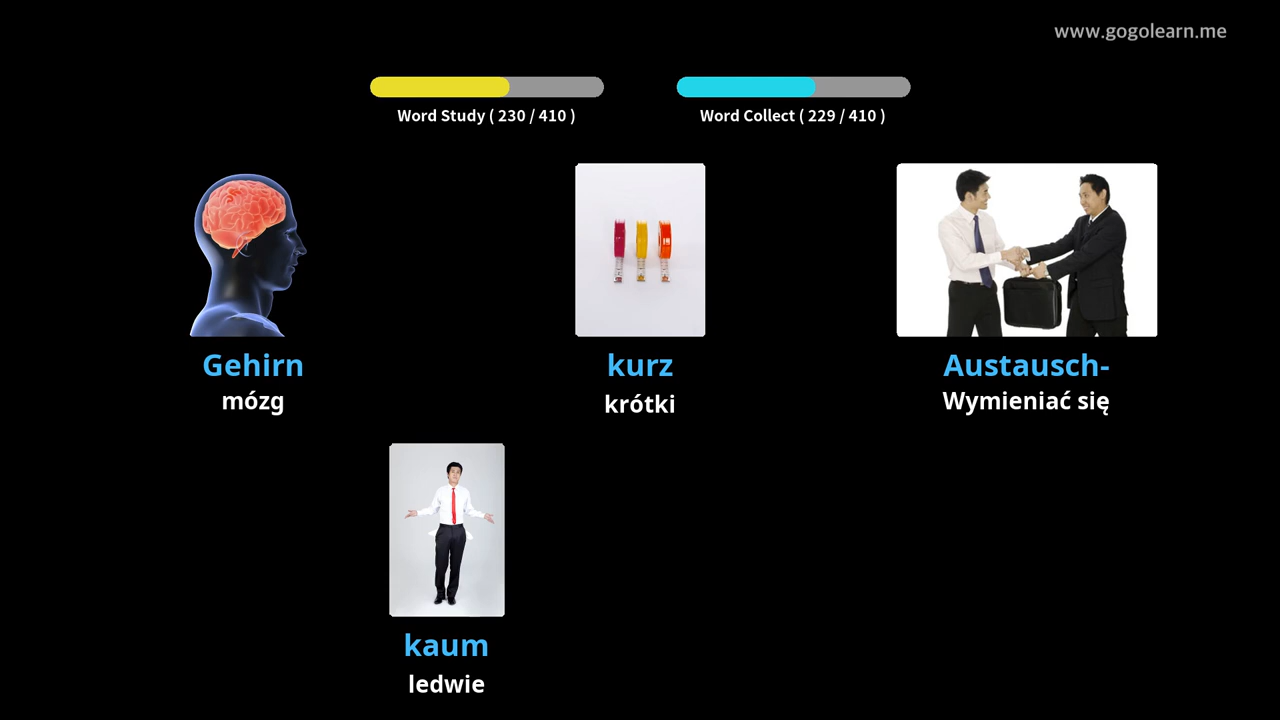 www.gogolearn.me
Word Study ( 230 / 410 )
Word Collect ( 229 / 410 )
Gehirn
mózg
kurz
krótki
Austausch-
Wymieniać się
kaum
ledwie